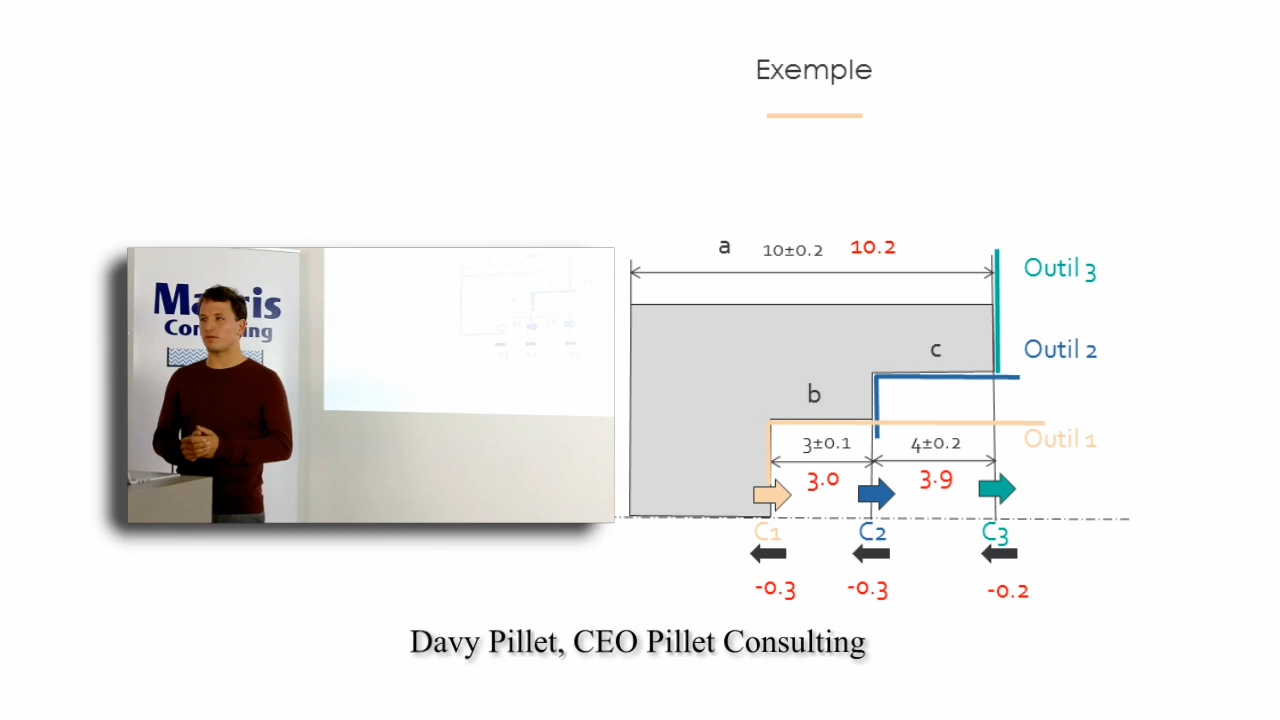 Exemple
a 10±0.2 10.2
Outil 3
c
Outil 2
b
3±0.1
4±0.2
Outil 1
3.0
3.9
C1
C2
C3
-0.3
-0.3
-0.2
Consulting
Davy Pillet, CEO Pillet Consulting